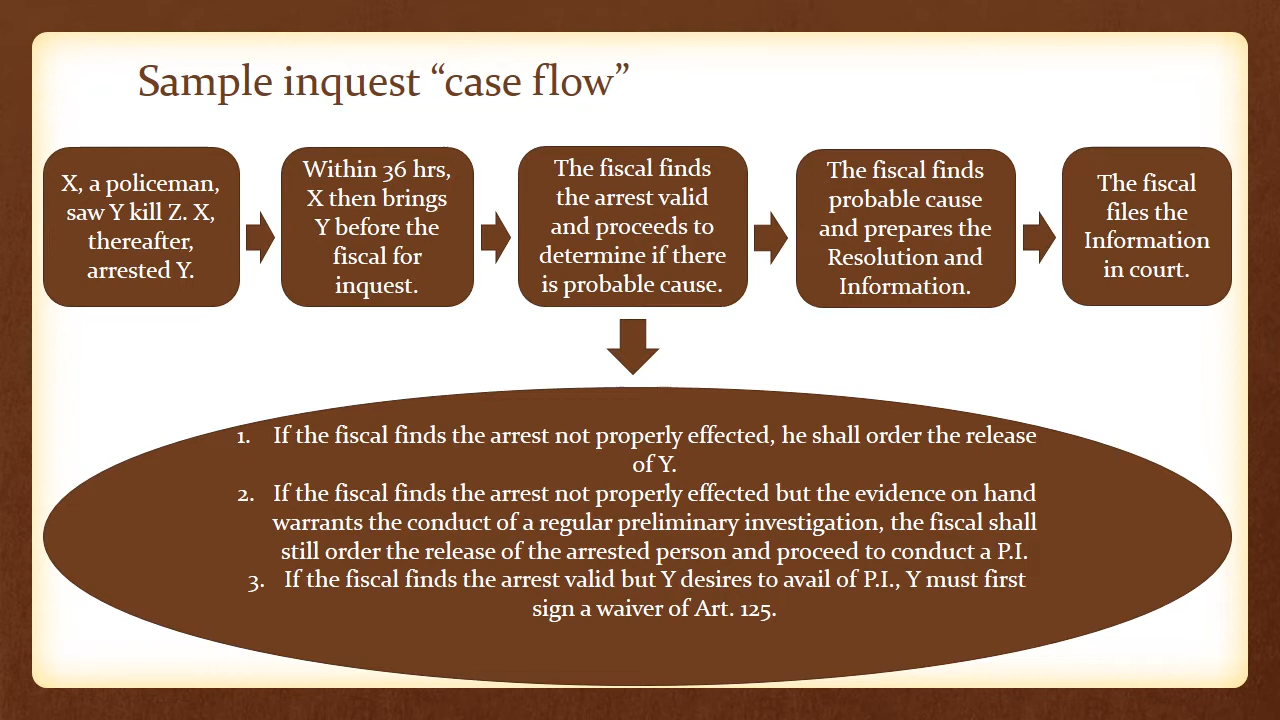 Sample inquest “case flow”
X, a policeman,
saw Y kill Z. X,
thereafter,
arrested Y.
Within 36 hrs,
X then brings
Y before the
fiscal for
inquest.
The fiscal finds
the arrest valid
and proceeds to
determine if there
is probable cause.
The fiscal finds
probable cause
and prepares the
Resolution and
Information.
The fiscal
files the
Information
in court.
1. If the fiscal finds the arrest not properly effected, he shall order the release
of Y.
2. If the fiscal finds the arrest not properly effected but the evidence on hand
warrants the conduct of a regular preliminary investigation, the fiscal shall
still order the release of the arrested person and proceed to conduct a P.I.
3. If the fiscal finds the arrest valid but Y desires to avail of P.I., Y must first
sign a waiver of Art. 125.